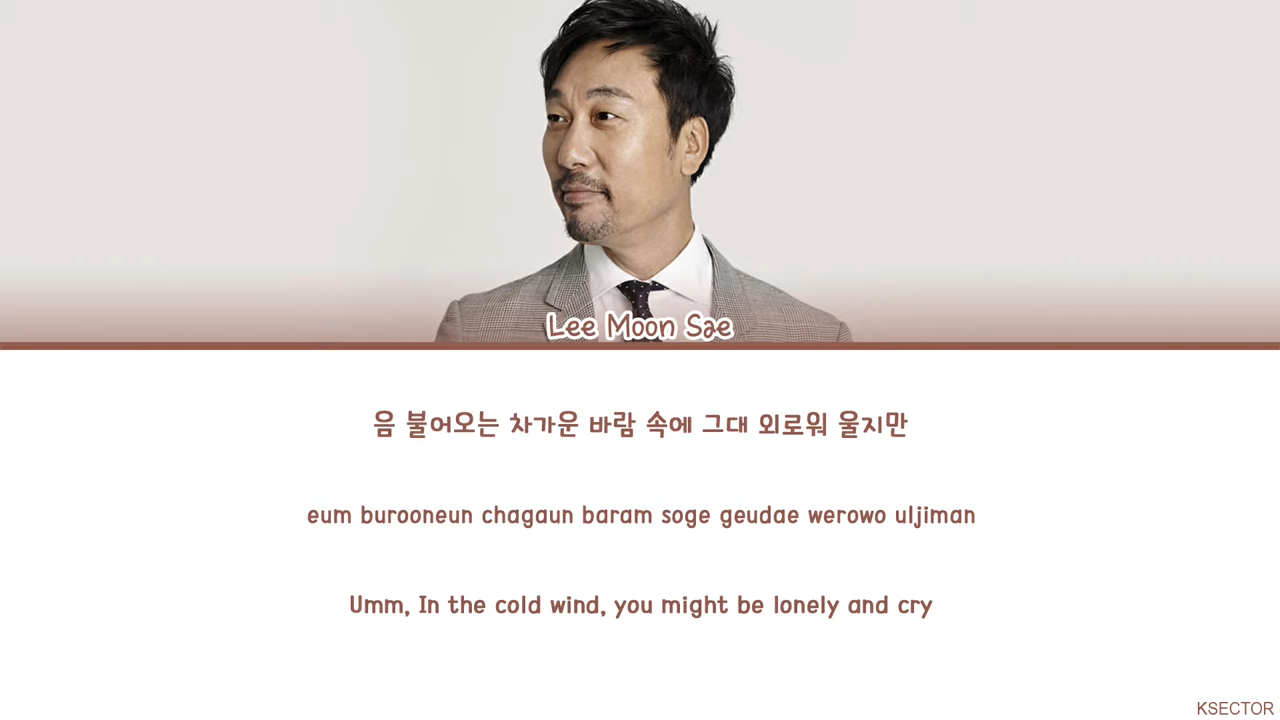 Lee Moon Sae
음 불어오는 차가운 바람 속에 그대 외로워 울지만
eum burooneun chagaun baram soge geudae werowo uljiman
Umm, In the cold wind, you might be lonely and cry
KSECTOR